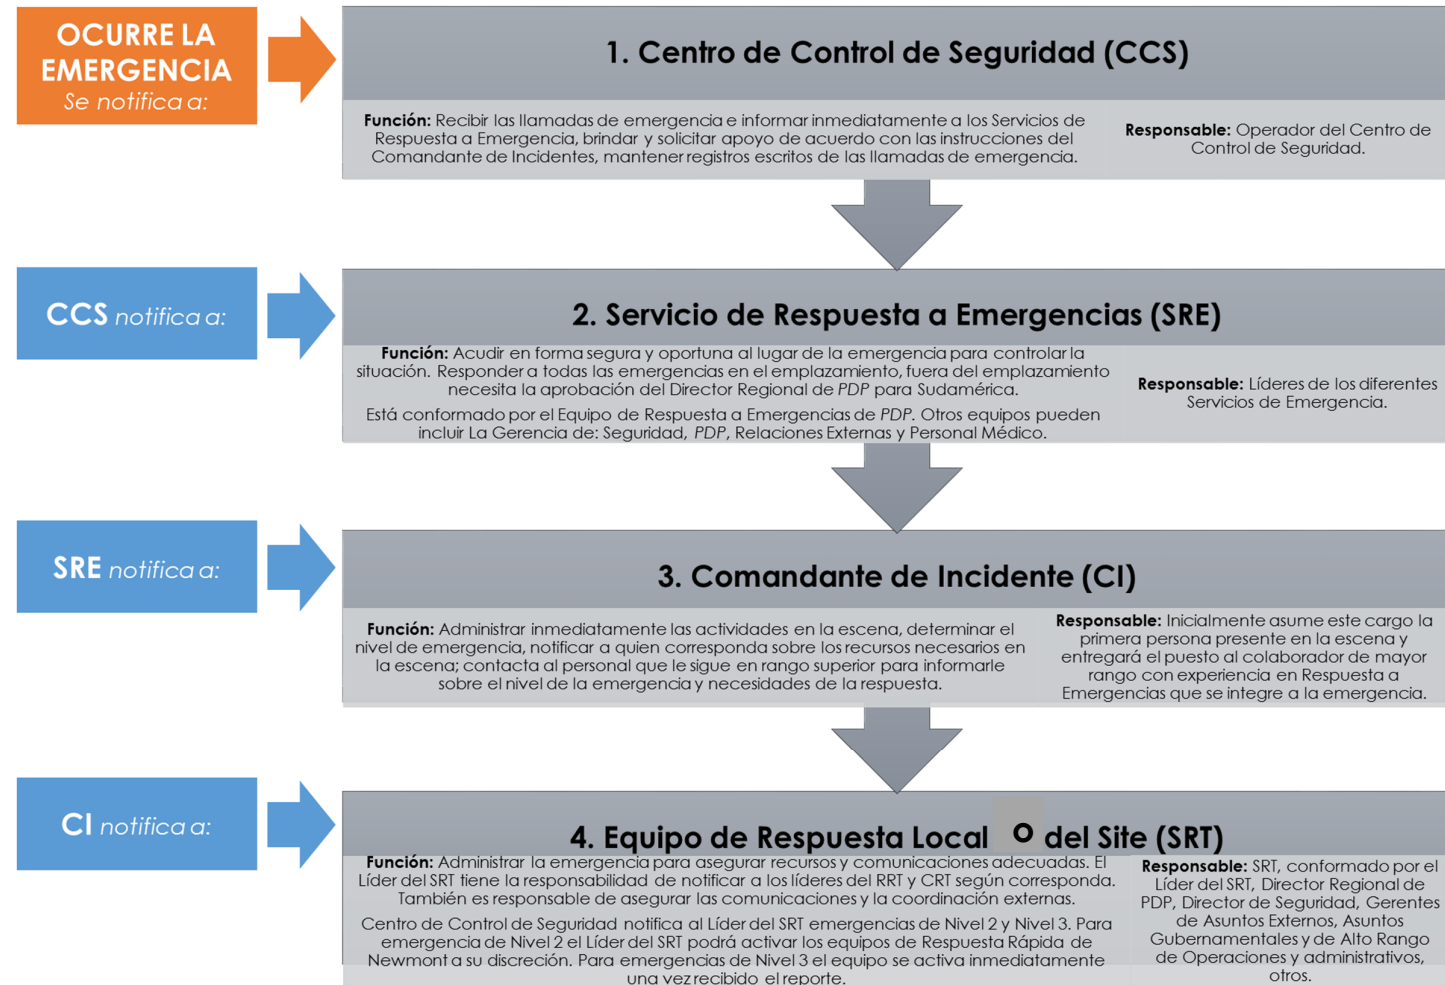 OCURRE LA
EMERGENCIA
Se notifica a:
1. Centro de Control de Seguridad (CCS)
Función: Recibir las llamadas de emergencia e informar inmediatamente a los Servicios de
Respuesta a Emergencia, brindar y solicitar apoyo de acuerdo con las instrucciones del
Comandante de Incidentes, mantener registros escritos de las llamadas de emergencia.
Responsable: Operador del Centro de
Control de Seguridad.
CCS notifica a:
2. Servicio de Respuesta a Emergencias (SRE)
Función: Acudir en forma segura y oportuna al lugar de la emergencia para controlar la
situación. Responder a todas las emergencias en el emplazamiento, fuera del emplazamiento
necesita la aprobación del Director Regional de PDP para Sudamérica.
Está conformado por el Equipo de Respuesta a Emergencias de PDP. Otros equipos pueden
incluir La Gerencia de: Seguridad, PDP, Relaciones Externas y Personal Médico.
Responsable: Líderes de los diferentes
Servicios de Emergencia.
SRE notifica a:
3. Comandante de Incidente (CI)
Función: Administrar inmediatamente las actividades en la escena, determinar el
nivel de emergencia, notificar a quien corresponda sobre los recursos necesarios en
la escena; contacta al personal que le sigue en rango superior para informarle
sobre el nivel de la emergencia y necesidades de la respuesta.
Responsable: Inicialmente asume este cargo la
primera persona presente en la escena y
entregará el puesto al colaborador de mayor
rango con experiencia en Respuesta a
Emergencias que se integre a la emergencia.
CI notifica a:
4. Equipo de Respuesta Local o del Site (SRT)
Función: Administrar la emergencia para asegurar recursos y comunicaciones adecuadas. El
Líder del SRT tiene la responsabilidad de notificar a los líderes del RRT y CRT según corresponda.
También es responsable de asegurar las comunicaciones y la coordinación externas.
Centro de Control de Seguridad notifica al Líder del SRT emergencias de Nivel 2 y Nivel 3. Para
emergencia de Nivel 2 el Líder del SRT podrá activar los equipos de Respuesta Rápida de
Newmont a su discreción. Para emergencias de Nivel 3 el equipo se activa inmediatamente
una vez recibido el reporte.
Responsable: SRT, conformado por el
Líder del SRT, Director Regional de
PDP, Director de Seguridad, Gerentes
de Asuntos Externos, Asuntos
Gubernamentales y de Alto Rango
de Operaciones y administrativos,
otros.